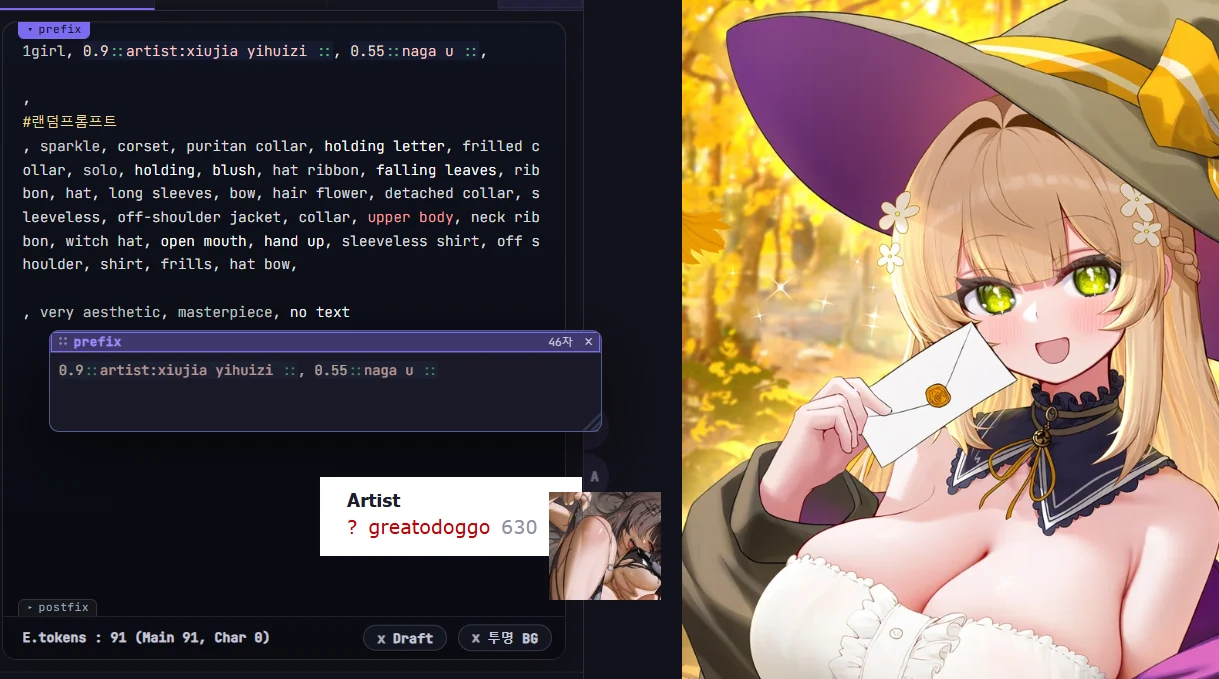 prefix
1girl, 0.9::artist:xiujia yihuizi ::, 0.55::naga u ::,
,
#랜덤프롬프트
, sparkle, corset, puritan collar, holding letter, frilled c
ollar, solo, holding, blush, hat ribbon, falling leaves, rib
bon, hat, long sleeves, bow, hair flower, detached collar, s
leeveless, off-shoulder jacket, collar, upper body, neck rib
bon, witch hat, open mouth, hand up, sleeveless shirt, off s
houlder, shirt, frills, hat bow,
, very aesthetic, masterpiece, no text
prefix 46자 ×
0.9::artist:xiujia yihuizi ::, 0.55::naga u ::
A
Artist
? greatodoggo 630
postfix
E.tokens : 91 (Main 91, Char 0)
x Draft
x 투명 BG